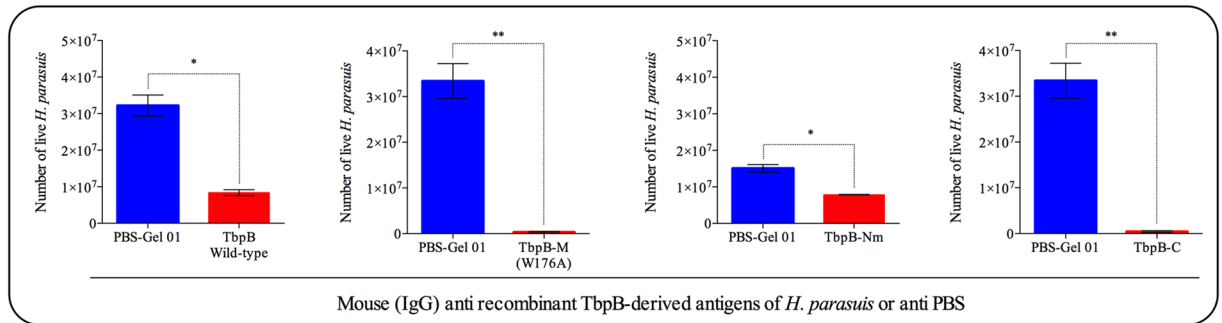 Number of live H. parasuis
5×10⁷
4×10⁷
3×10⁷
2×10⁷
1×10⁷
0
*
PBS-Gel 01
TbpB
Wild-type
Number of live H. parasuis
4×10⁷
3×10⁷
2×10⁷
1×10⁷
0
**
PBS-Gel 01
TbpB-M
(W176A)
Number of live H. parasuis
5×10⁷
4×10⁷
3×10⁷
2×10⁷
1×10⁷
0
*
PBS-Gel 01
TbpB-Nm
Number of live H. parasuis
4×10⁷
3×10⁷
2×10⁷
1×10⁷
0
**
PBS-Gel 01
TbpB-C
Mouse (IgG) anti recombinant TbpB-derived antigens of H. parasuis or anti PBS